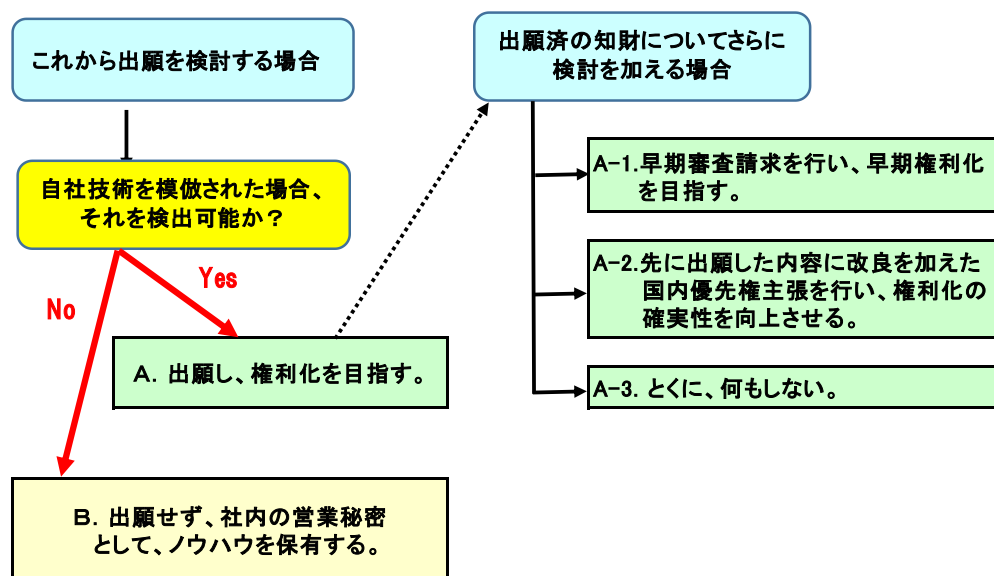 これから出願を検討する場合
自社技術を模倣された場合、
それを検出可能か？
Yes
No
A. 出願し、権利化を目指す。
B. 出願せず、社内の営業秘密
として、ノウハウを保有する。
出願済の知財についてさらに
検討を加える場合
A-1.早期審査請求を行い、早期権利化
を目指す。
A-2.先に出願した内容に改良を加えた
国内優先権主張を行い、権利化の
確実性を向上させる。
A-3. とくに、何もしない。